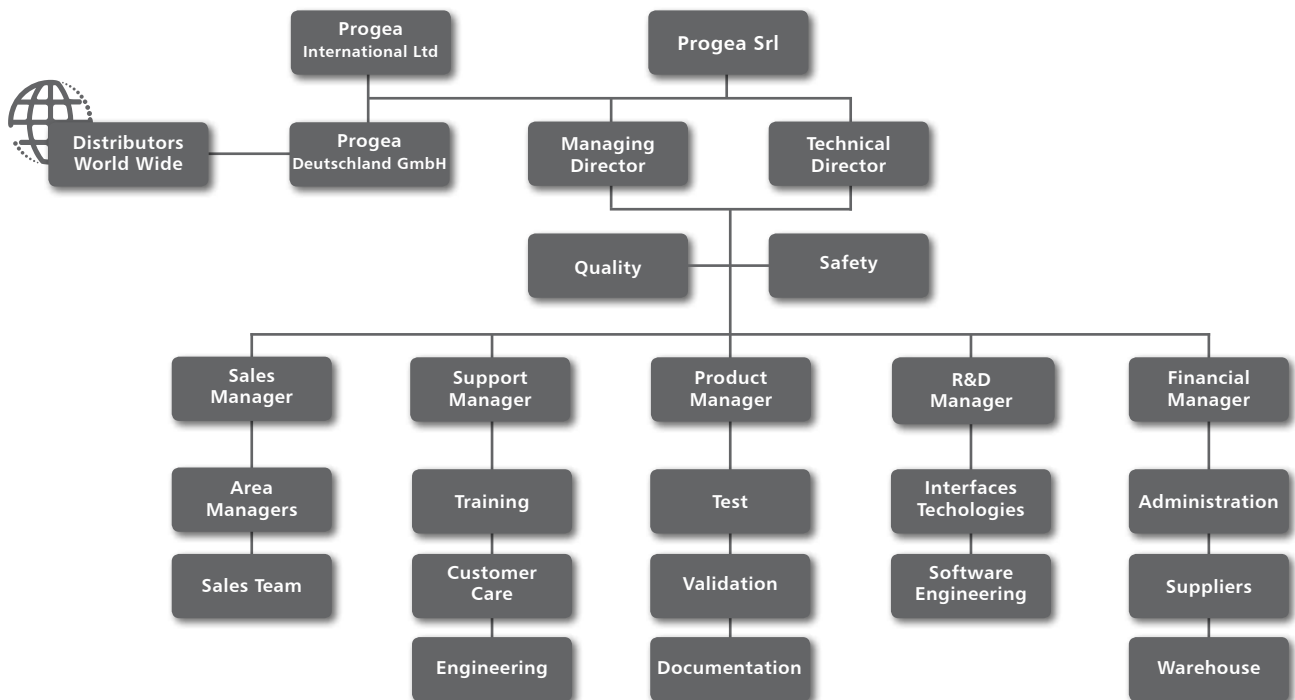 Progea
International Ltd
Progea Srl
Distributors
World Wide
Progea
Deutschland GmbH
Managing
Director
Technical
Director
Quality
Safety
Sales
Manager
Support
Manager
Product
Manager
R&D
Manager
Financial
Manager
Area
Managers
Training
Test
Interfaces
Techologies
Administration
Sales Team
Customer
Care
Validation
Software
Engineering
Suppliers
Engineering
Documentation
Warehouse